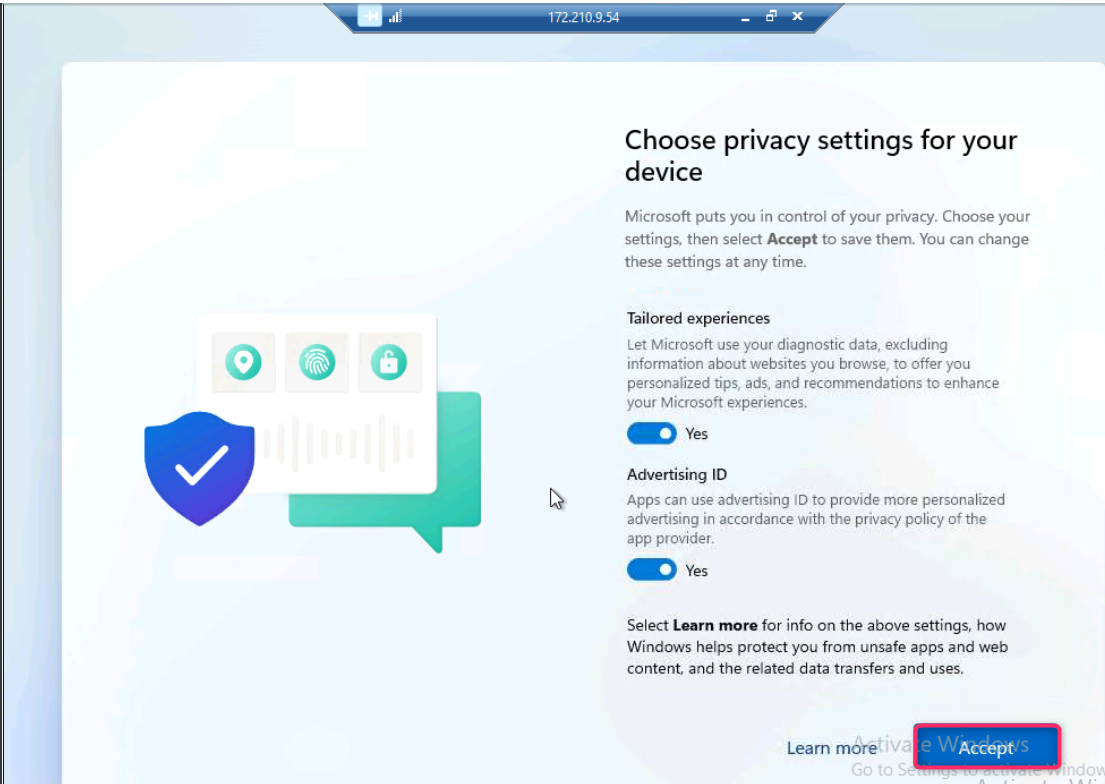 172.210.9.54
Choose privacy settings for your
device
Microsoft puts you in control of your privacy. Choose your
settings, then select Accept to save them. You can change
these settings at any time.
Tailored experiences
Let Microsoft use your diagnostic data, excluding
information about websites you browse, to offer you
personalized tips, ads, and recommendations to enhance
your Microsoft experiences.
Yes
Advertising ID
Apps can use advertising ID to provide more personalized
advertising in accordance with the privacy policy of the
app provider.
Yes
Select Learn more for info on the above settings, how
Windows helps protect you from unsafe apps and web
content, and the related data transfers and uses.
Learn more
Accept
Activate Windows
Go to Settings to activate Window